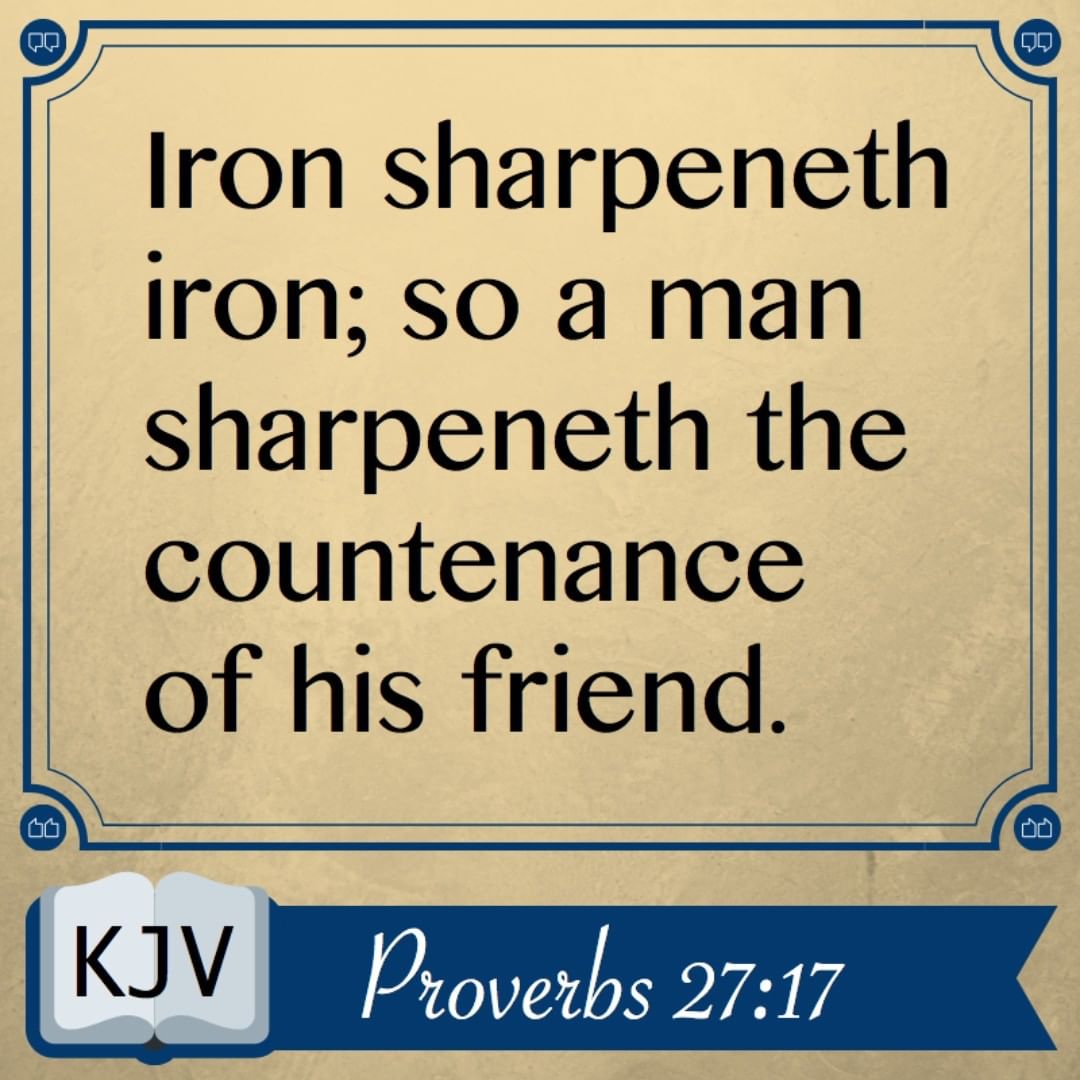 Iron sharpeneth
iron; so a man
sharpeneth the
countenance
of his friend.
KJV
Proverbs 27:17